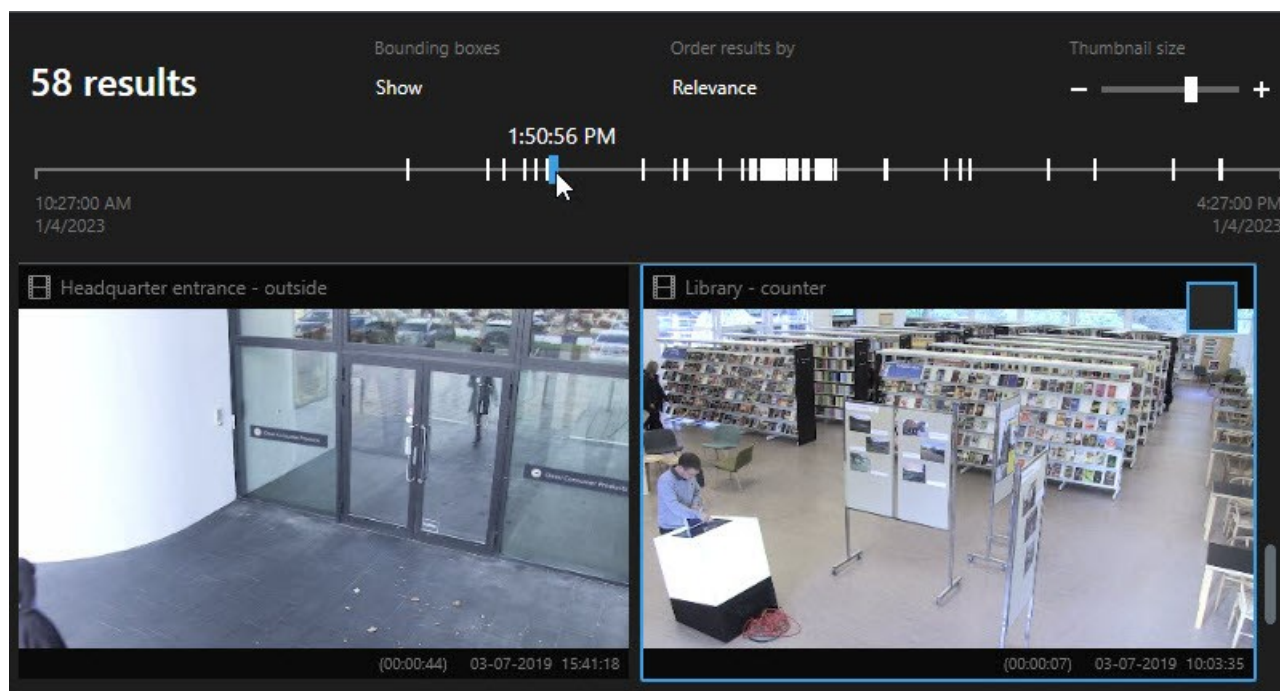 Bounding boxes
Order results by
Thumbnail size
58 results
Show
Relevance
− +
1:50:56 PM
10:27:00 AM
4:27:00 PM
1/4/2023
1/4/2023
Headquarter entrance - outside
Library - counter
(00:00:44) 03-07-2019 15:41:18
(00:00:07) 03-07-2019 10:03:35